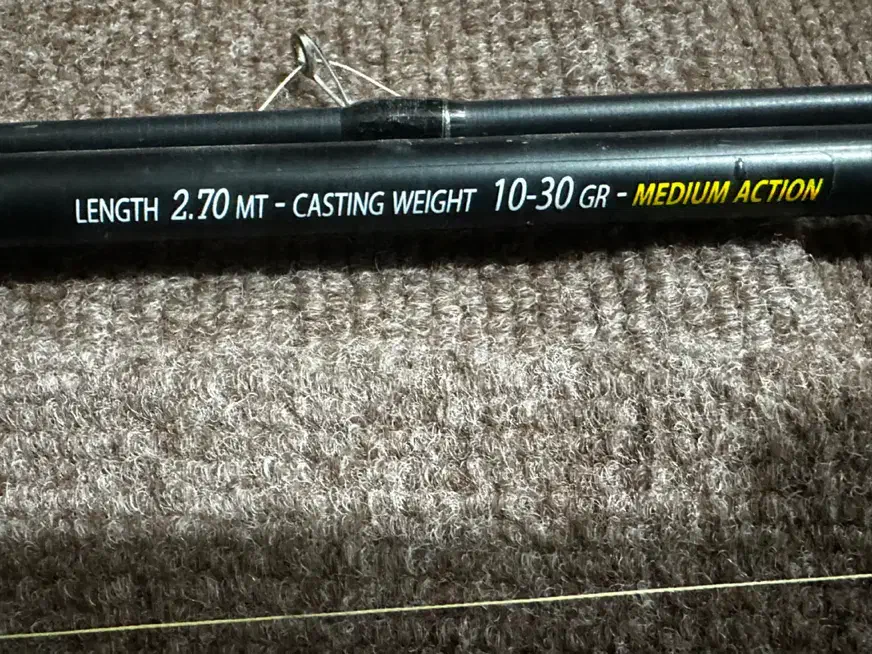 LENGTH 2.70 MT - CASTING WEIGHT 10-30 GR - MEDIUM ACTION